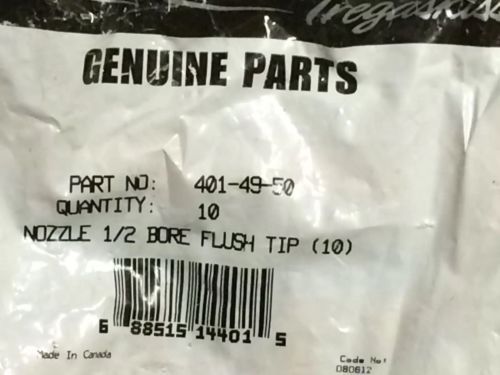 Tregaskiss
GENUINE PARTS
PART NO: 401-49-50
QUANTITY: 10
NOZZLE 1/2 BORE FLUSH TIP (10)
6 88515 14401 5
Made In Canada
Code No:
080612